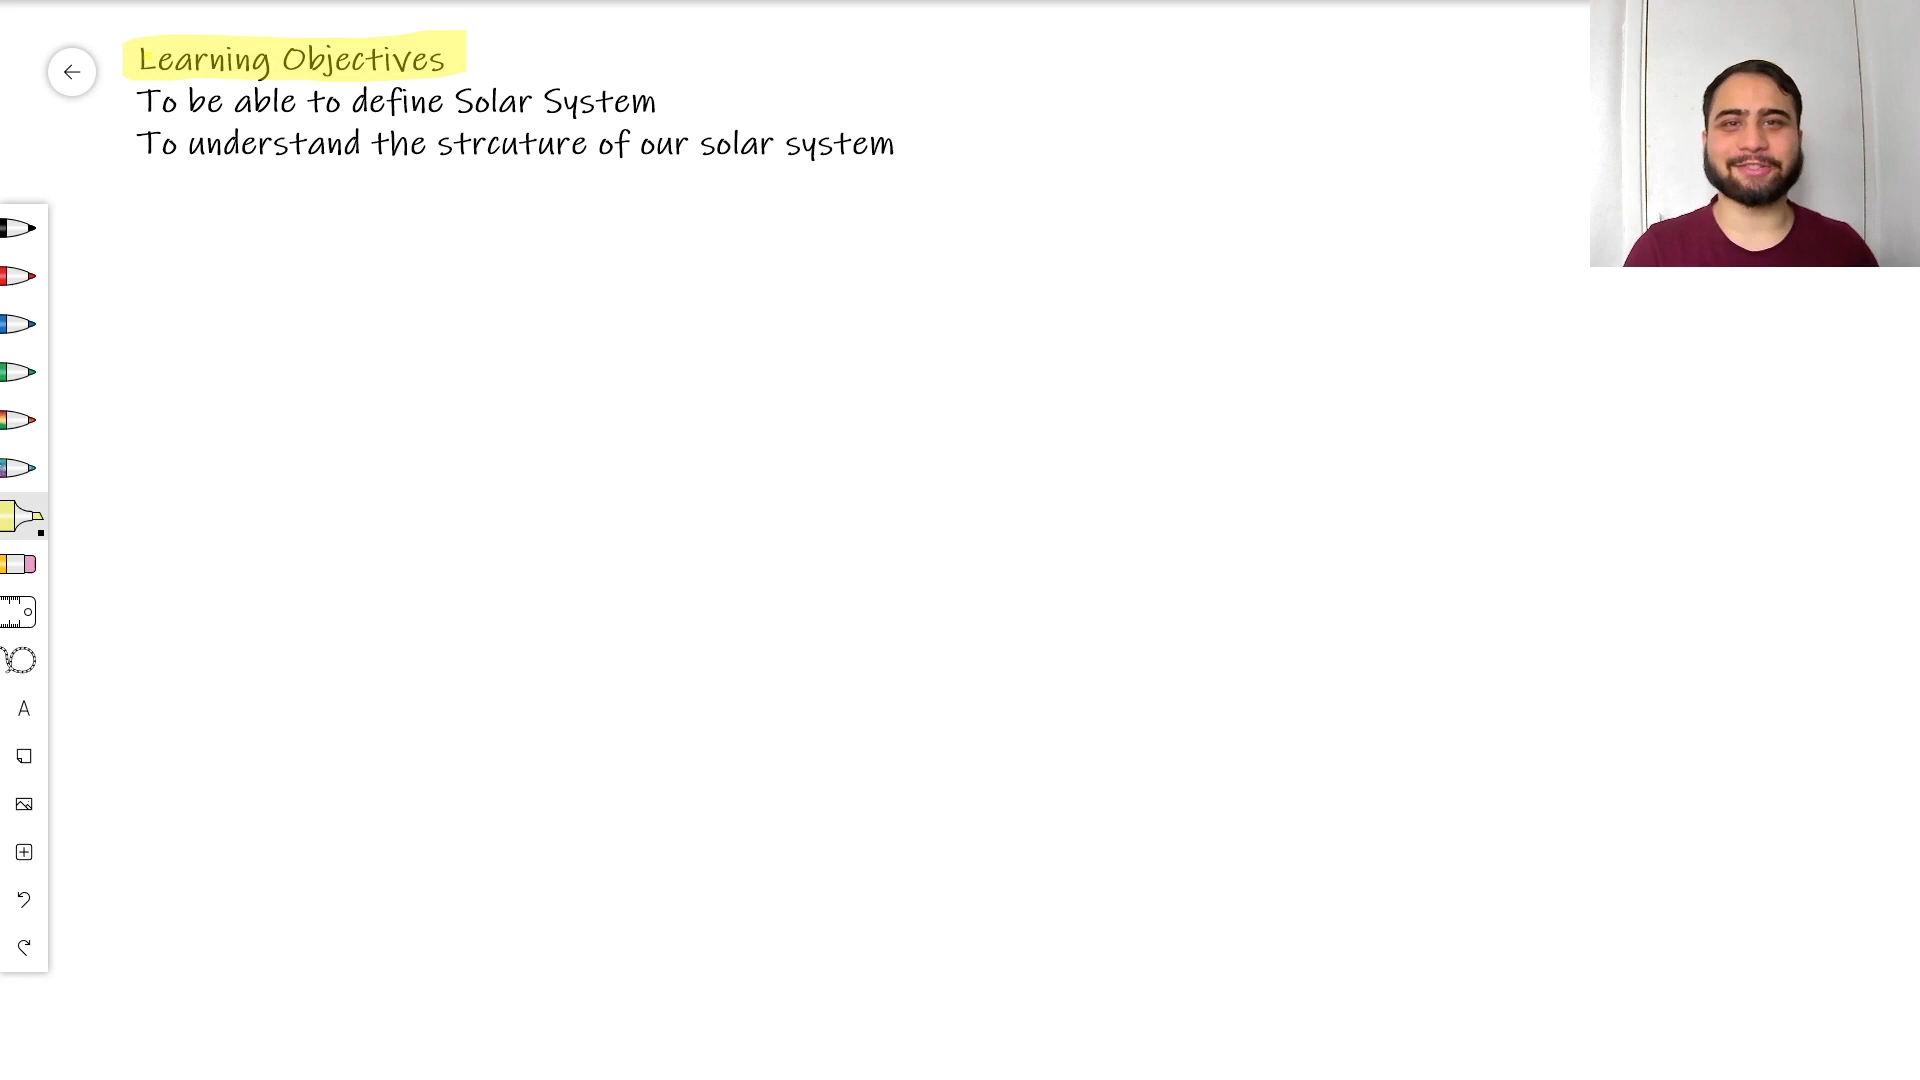 Learning Objectives
To be able to define Solar System
To understand the strcuture of our solar system
A